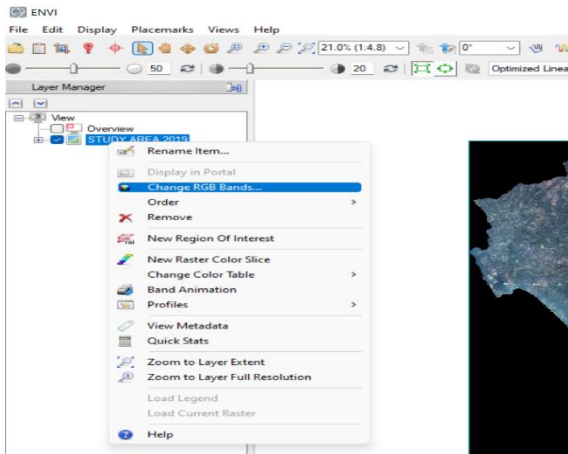 ENVI
File Edit Display Placemarks Views Help
21.0% (1:4.8) 0°
50 20 Optimized Linea
Layer Manager
View
Overview
STUDY AREA 2019
Rename Item...
Display in Portal
Change RGB Bands...
Order
Remove
New Region Of Interest
New Raster Color Slice
Change Color Table
Band Animation
Profiles
View Metadata
Quick Stats
Zoom to Layer Extent
Zoom to Layer Full Resolution
Load Legend
Load Current Raster
Help